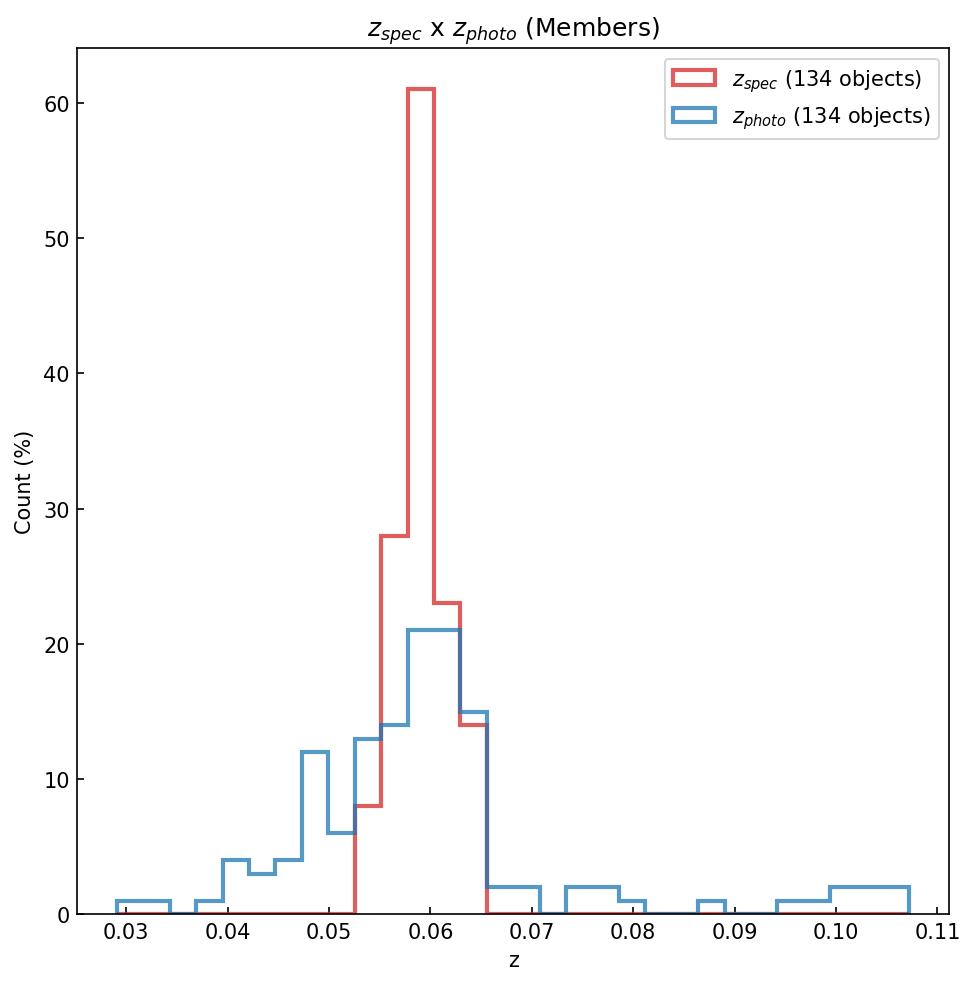 z_spec x z_photo (Members)
z_spec (134 objects)
z_photo (134 objects)
Count (%)
60
50
40
30
20
10
0
0.03 0.04 0.05 0.06 0.07 0.08 0.09 0.10 0.11
z